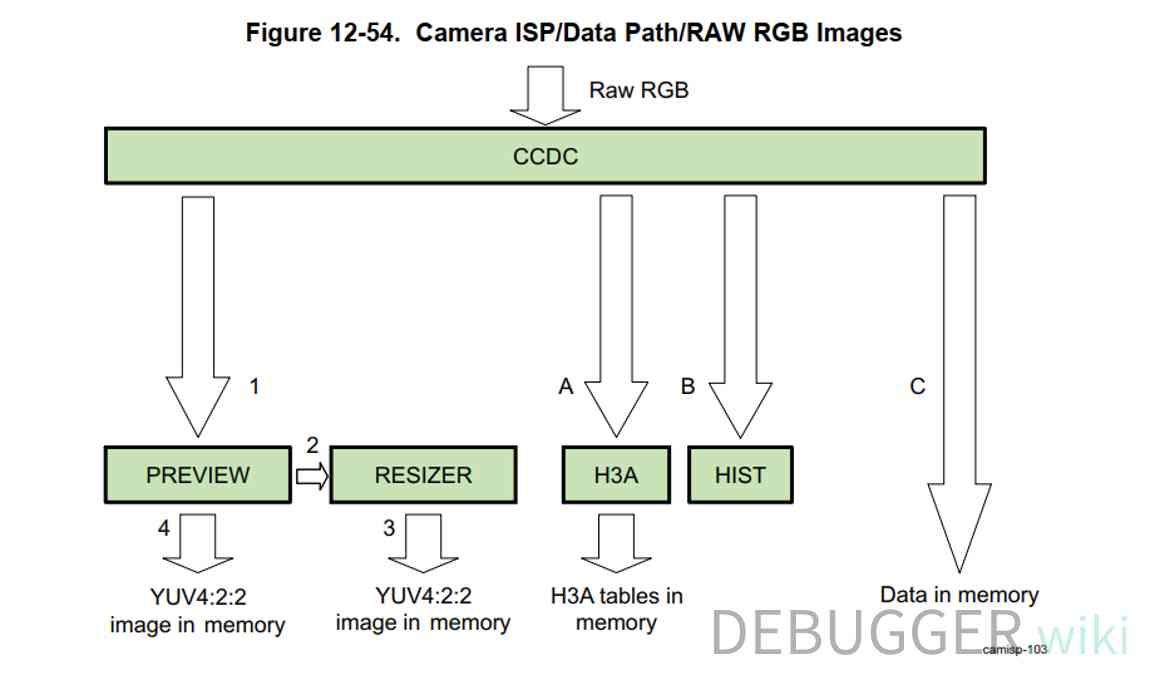 Figure 12-54. Camera ISP/Data Path/RAW RGB Images
Raw RGB
CCDC
1
A
B
C
2
PREVIEW
RESIZER
H3A
HIST
4
3
YUV4:2:2
image in memory
YUV4:2:2
image in memory
H3A tables in
memory
Data in memory
DEBUGGER.wiki
camisp-103